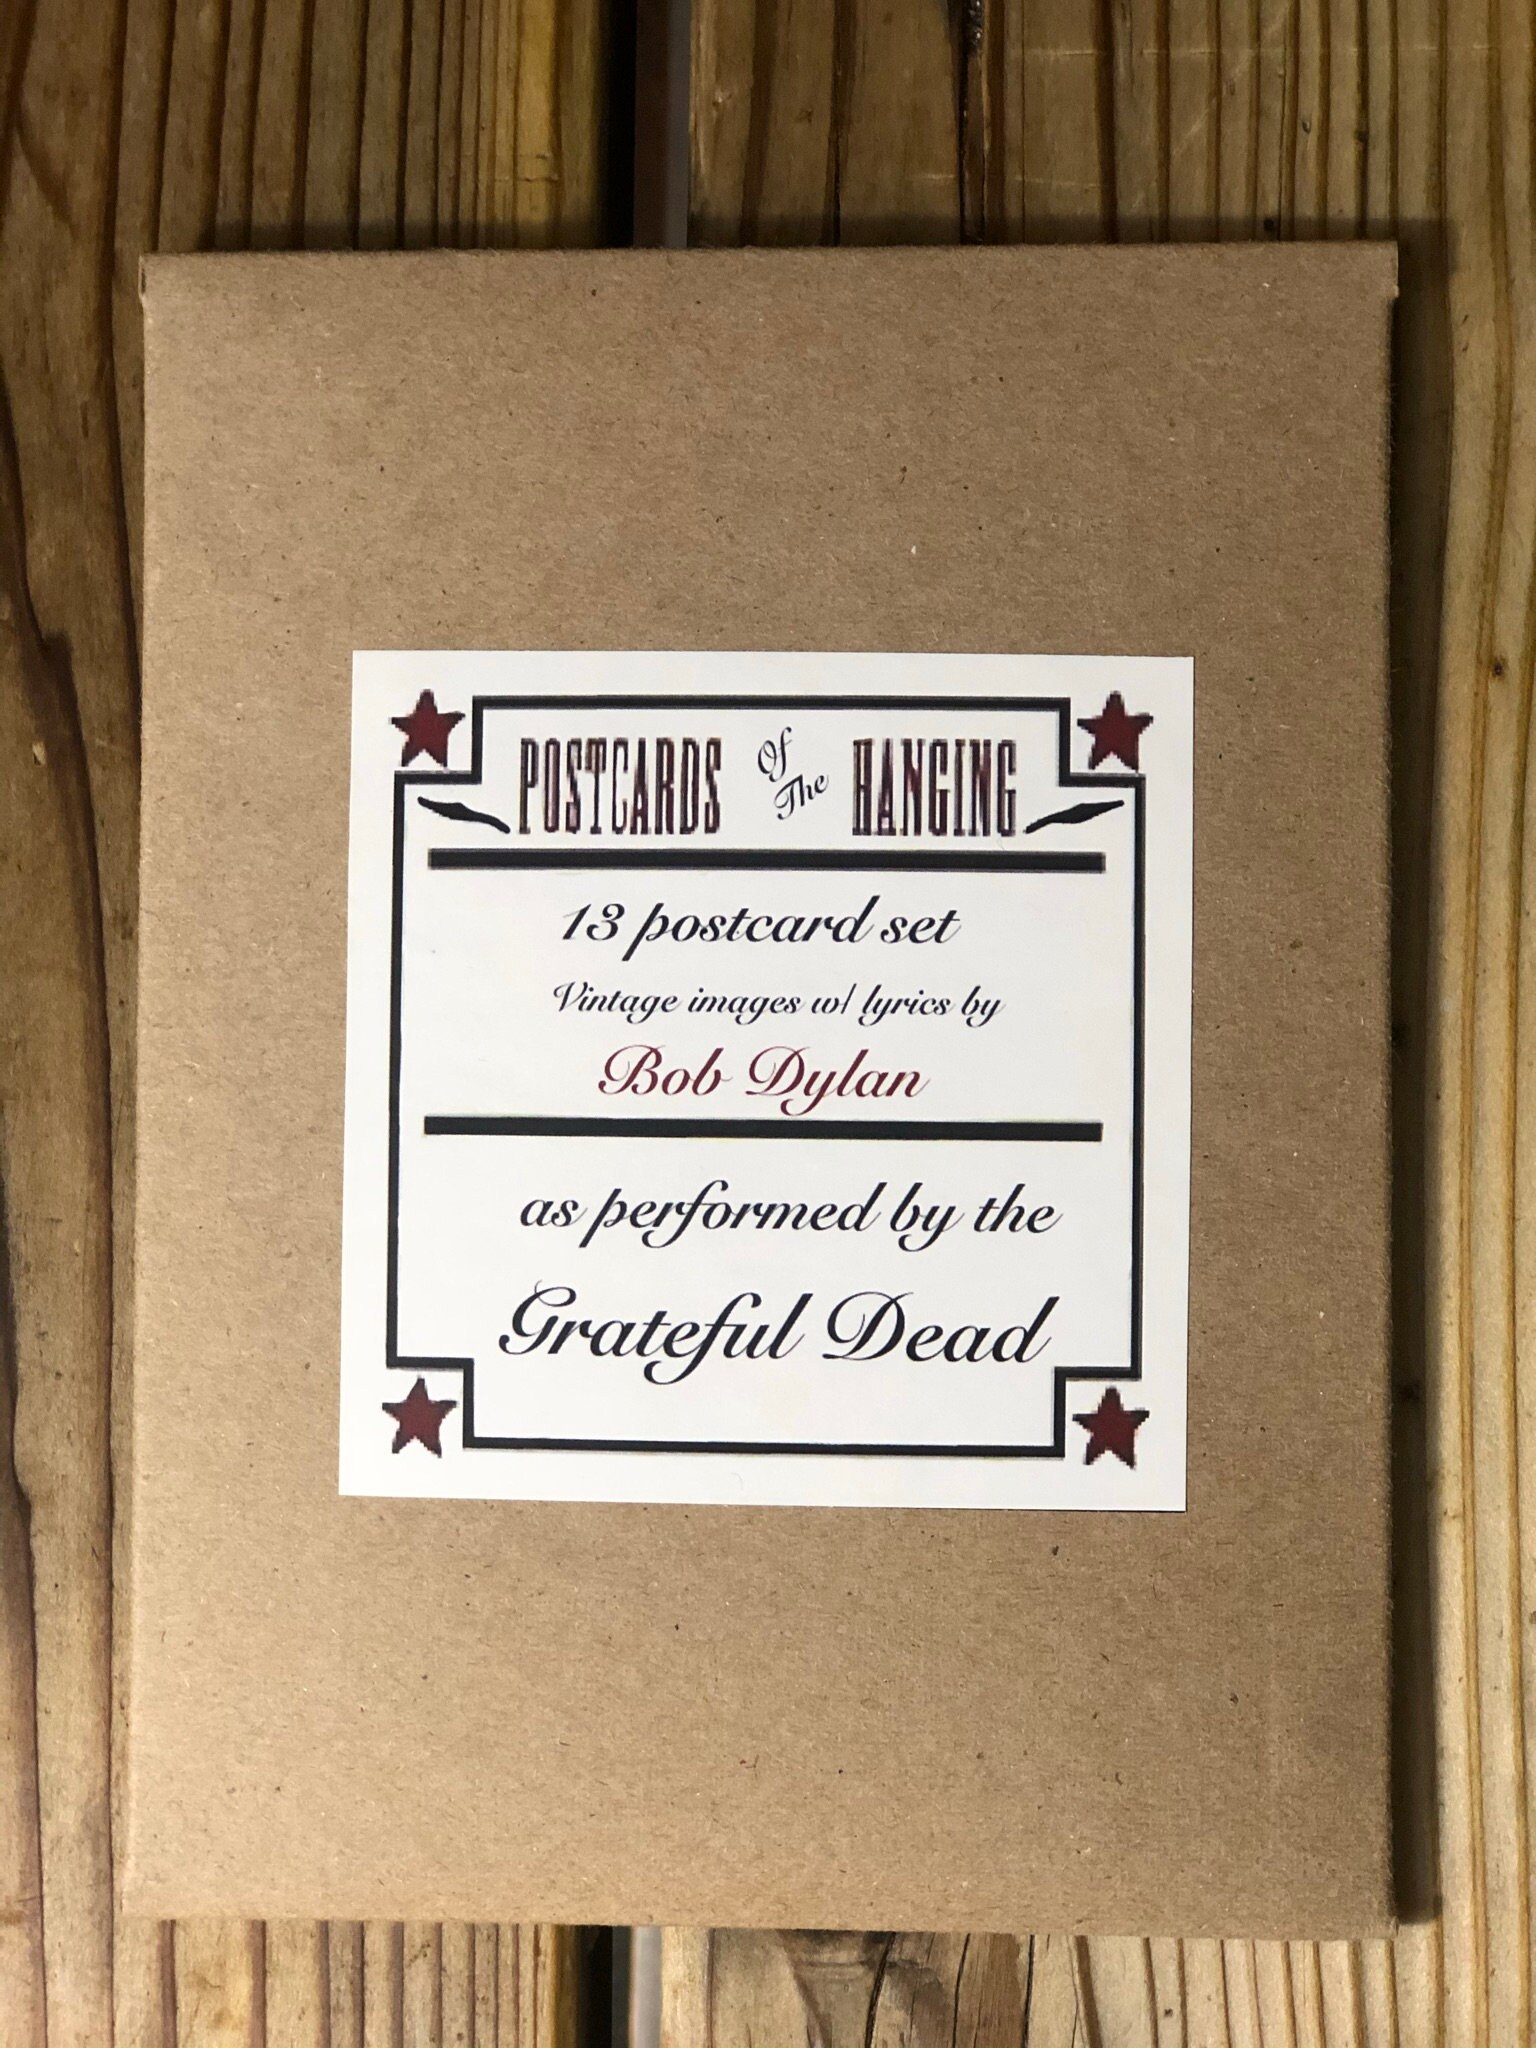 POSTCARDS Of The HANGING
13 postcard set
Vintage images w/ lyrics by
Bob Dylan
as performed by the
Grateful Dead